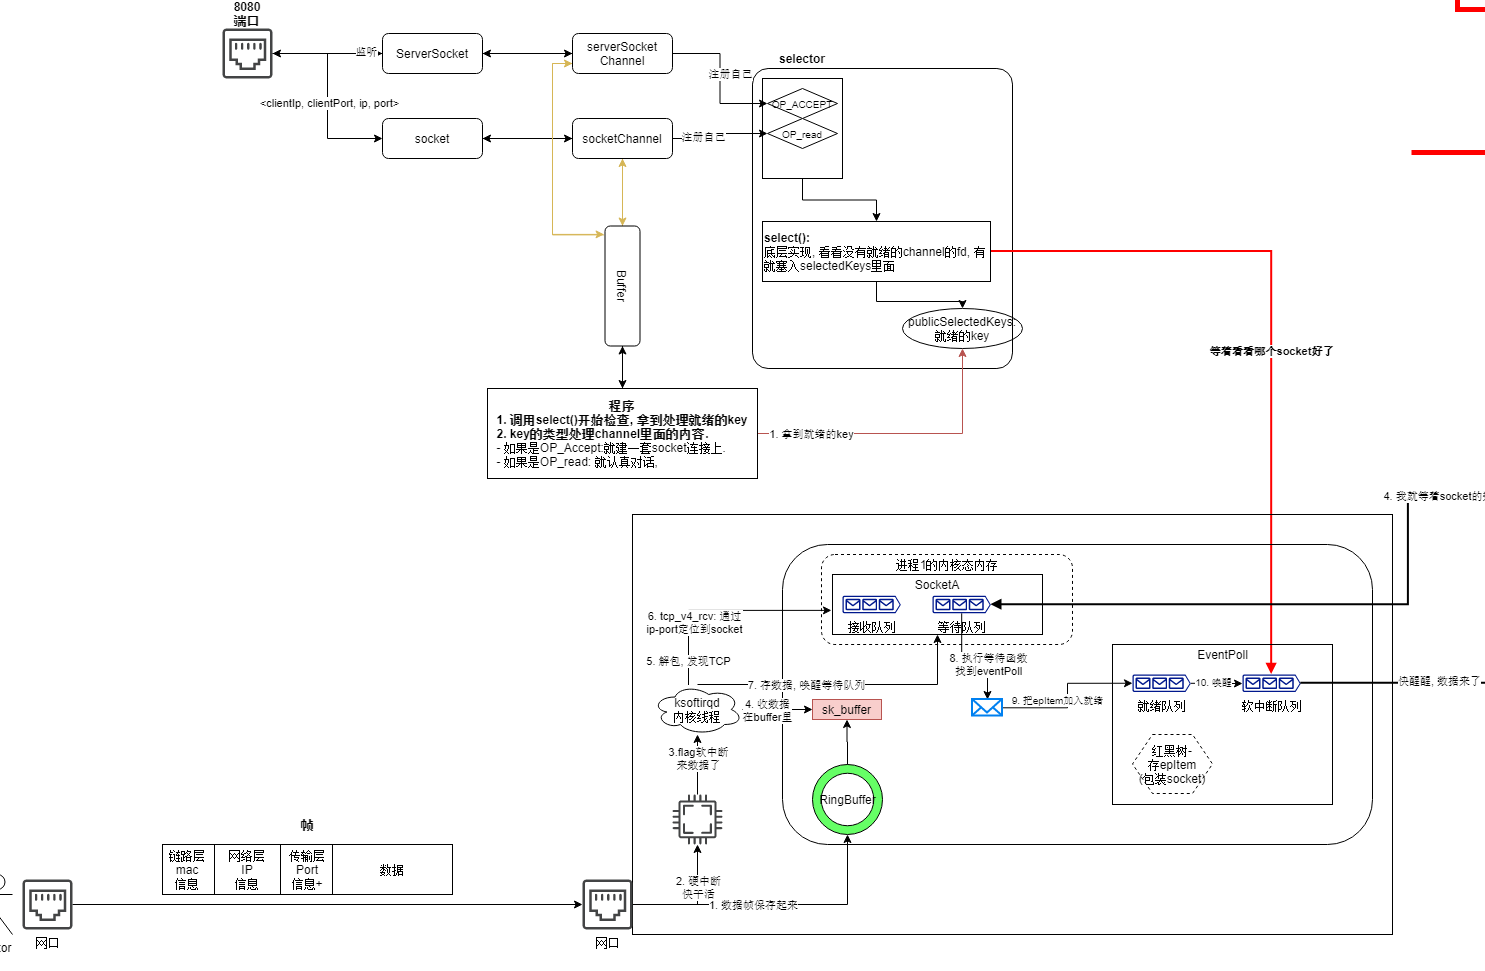 8080
端口
监听
ServerSocket
serverSocket
Channel
<clientIp, clientPort, ip, port>
socket
socketChannel
注册自己
注册自己
selector
OP_ACCEPT
OP_read
select():
底层实现, 看看没有就绪的channel的fd, 有
就塞入selectedKeys里面
publicSelectedKeys:
就绪的key
Buffer
等着看看哪个socket好了
程序
1. 调用select()开始检查, 拿到处理就绪的key
2. key的类型处理channel里面的内容.
- 如果是OP_Accept:就建一套socket连接上.
- 如果是OP_read: 就认真对话,
1. 拿到就绪的key
4. 我就等着socket的
进程1的内核态内存
SocketA
接收队列
等待队列
6. tcp_v4_rcv: 通过
ip-port定位到socket
5. 解包, 发现TCP
7. 存数据, 唤醒等待队列
8. 执行等待函数
找到eventPoll
9. 把epItem加入就绪
EventPoll
10. 唤醒
就绪队列
软中断队列
快醒醒, 数据来了
红黑树-
存epItem
(包装socket)
ksoftirqd
内核线程
4. 收数据
在buffer里
sk_buffer
3.flag软中断
来数据了
RingBuffer
2. 硬中断
快干活
1. 数据帧保存起来
帧
链路层
mac
信息
网络层
IP
信息
传输层
Port
信息+
数据
网口
网口
tor